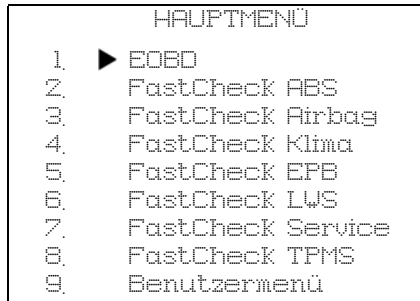 HAUPTMENÜ
1. ▶ EOBD
2. FastCheck ABS
3. FastCheck Airbag
4. FastCheck Klima
5. FastCheck EPB
6. FastCheck LWS
7. FastCheck Service
8. FastCheck TPMS
9. Benutzermenü